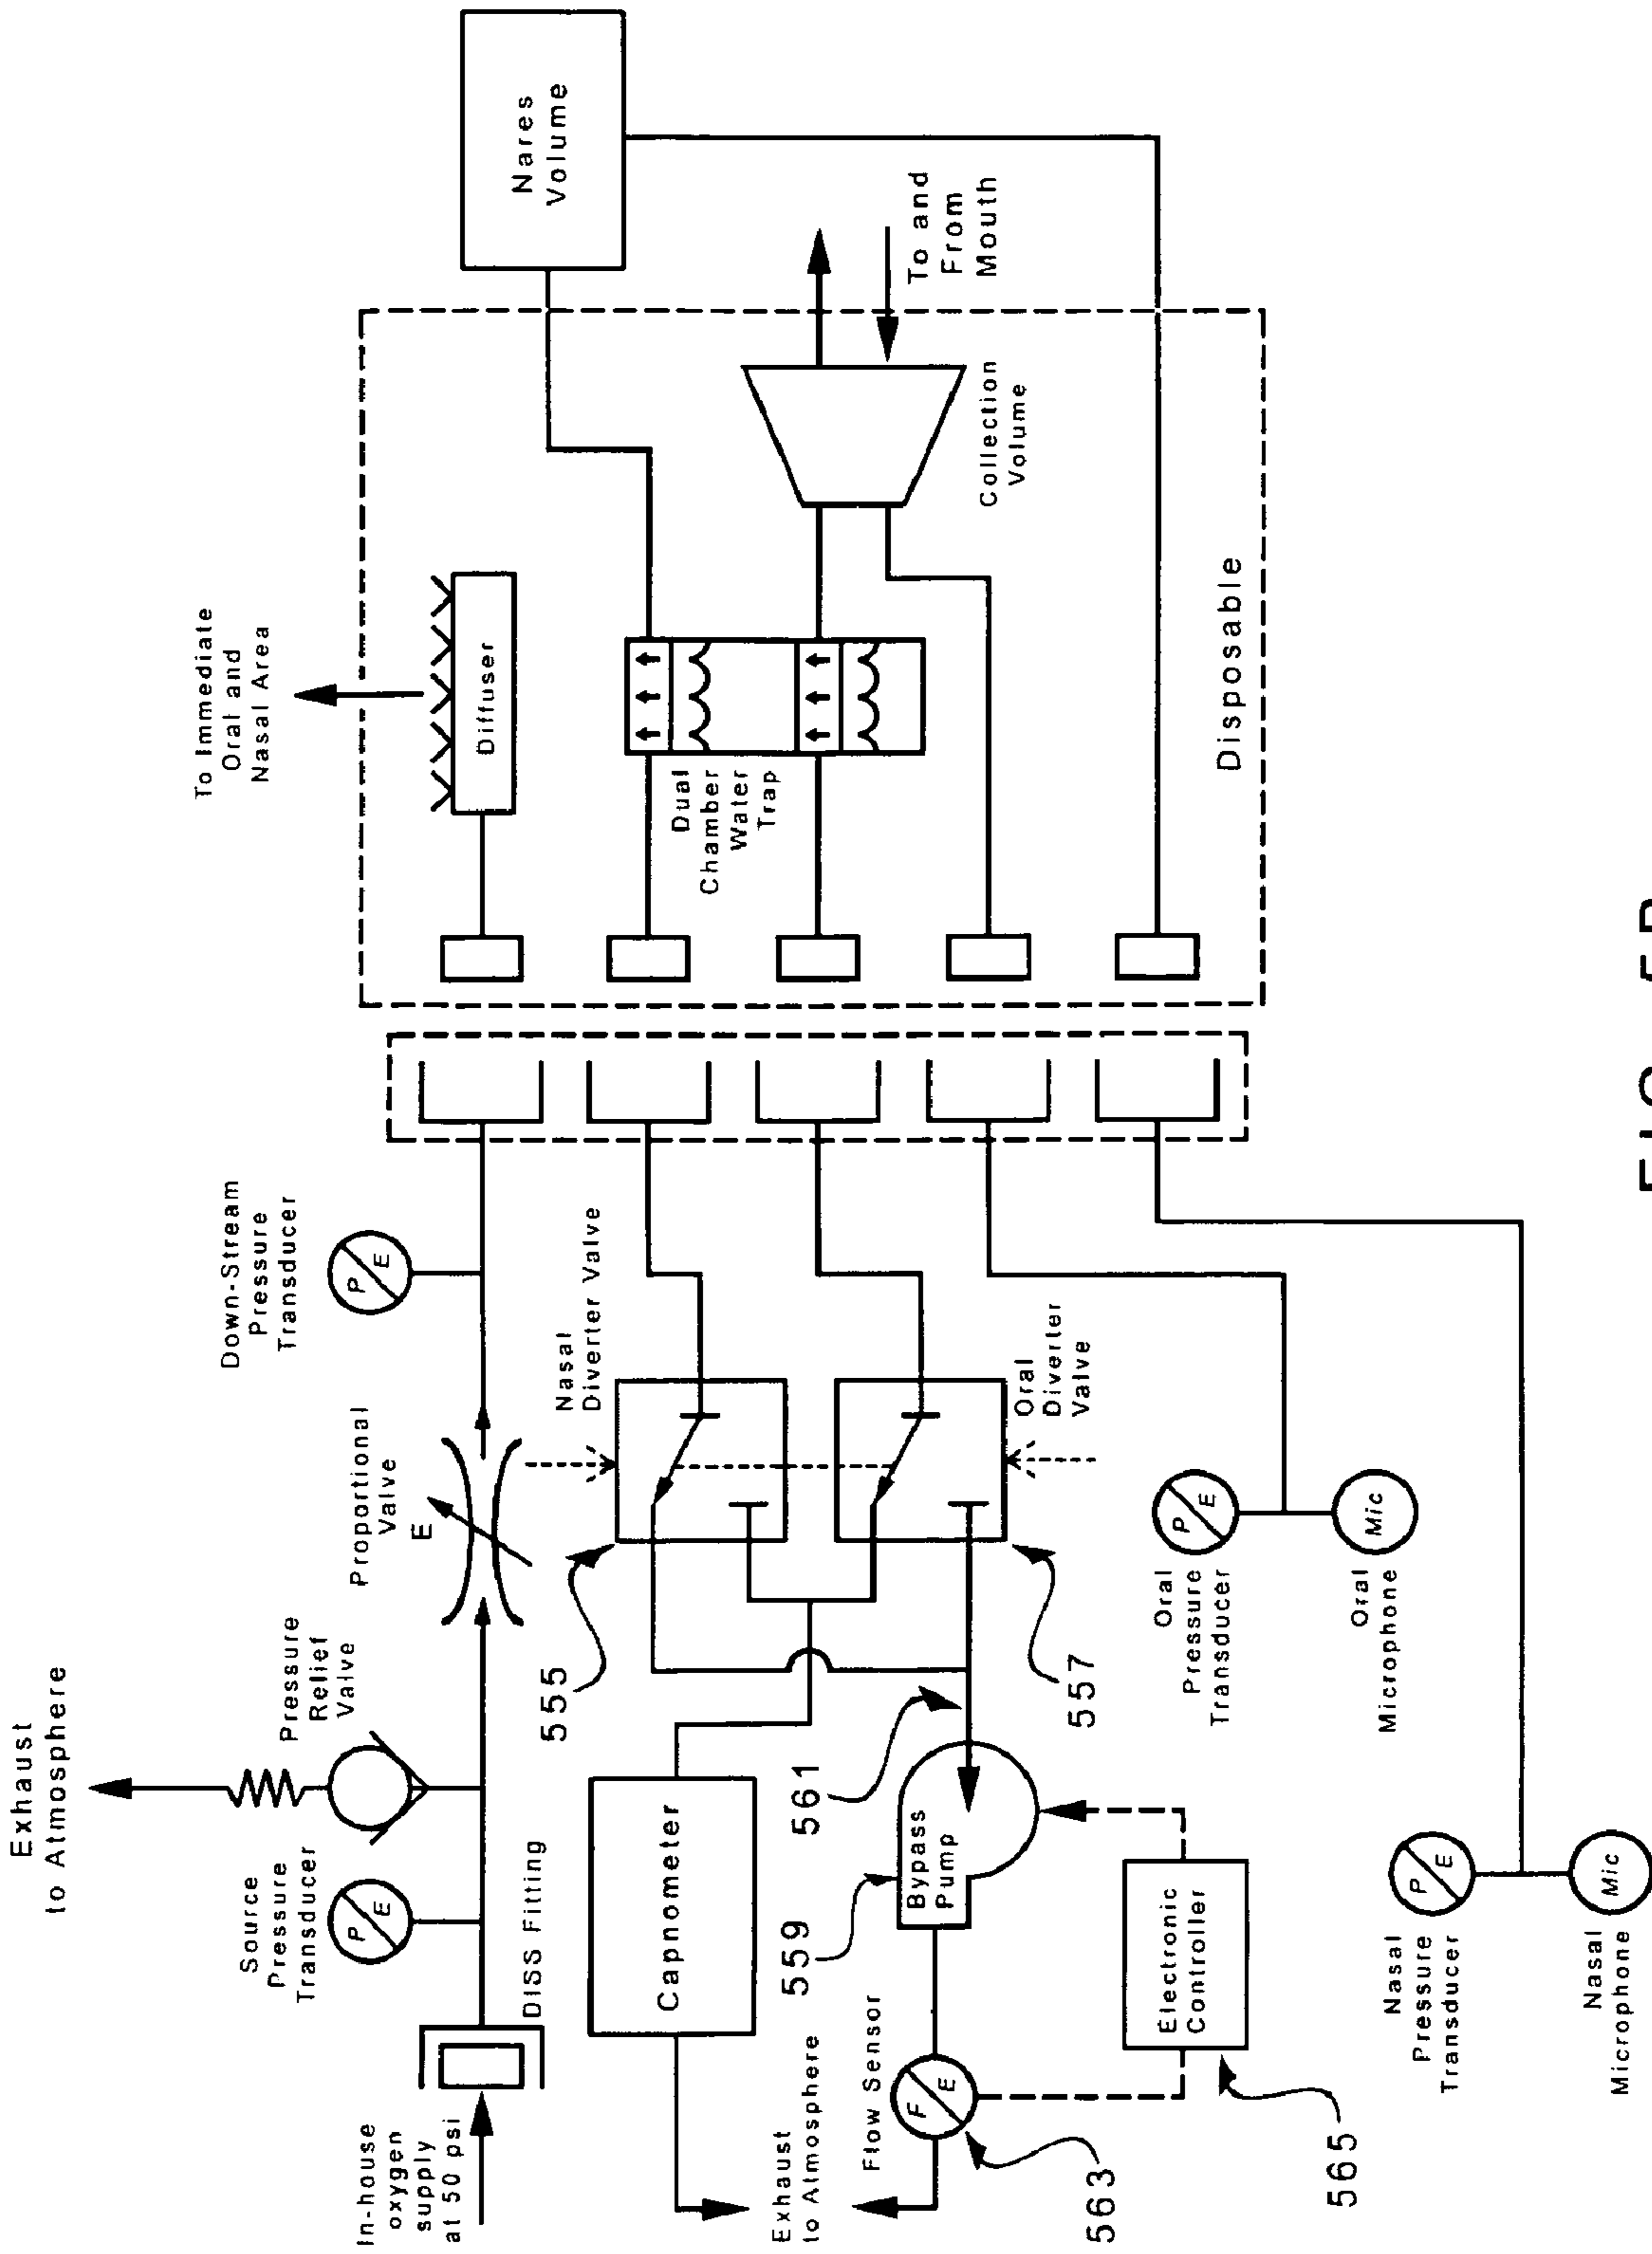 Exhaust
to Atmosphere
In-house
oxygen
supply
at 50 psi
DISS Fitting
Source
Pressure
Transducer
Pressure
Relief
Valve
Proportional
Valve
E
Down-Stream
Pressure
Transducer
P
E
P
E
To Immediate
Oral and
Nasal Area
Diffuser
Nares
Volume
To and
From
Mouth
Collection
Volume
Dual
Chamber
Water
Trap
Disposable
Nasal
Diverter Valve
Oral
Diverter
Valve
555
557
Capnometer
561
559
Bypass
Pump
Exhaust
to Atmosphere
Flow Sensor
F
E
563
Electronic
Controller
565
Oral
Pressure
Transducer
P
E
Oral
Microphone
Mic
Nasal
Pressure
Transducer
P
E
Nasal
Microphone
Mic